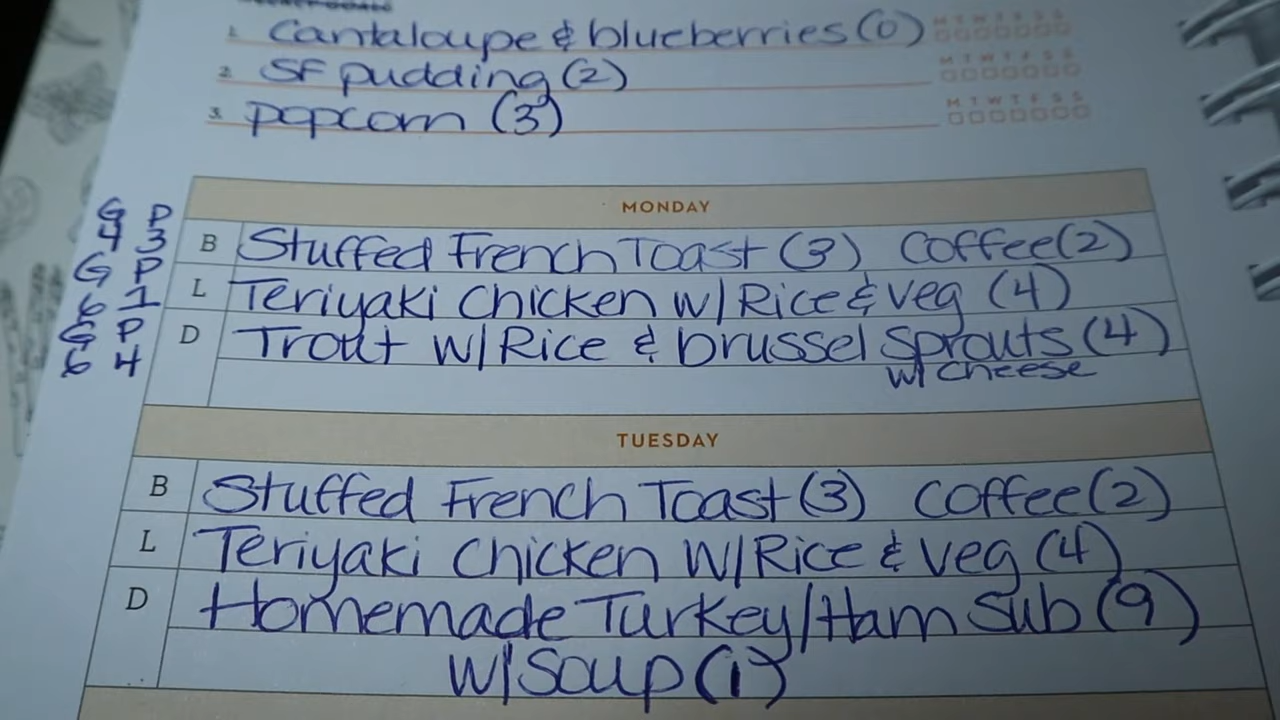 1. Cantaloupe & blueberries (0) M T W T F S S
2. SF pudding (2) M T W T F S S
3. popcorn (3) M T W T F S S
MONDAY
G P
4 3
B Stuffed French Toast (3) Coffee (2)
G P
6 1
L Teriyaki Chicken w/Rice & veg (4)
G P
6 4
D Trout w/Rice & brussel sprouts (4)
w/ cheese
TUESDAY
B Stuffed French Toast (3) Coffee (2)
L Teriyaki Chicken w/Rice & veg (4)
D Homemade Turkey/Ham Sub (9)
w/Soup (1)